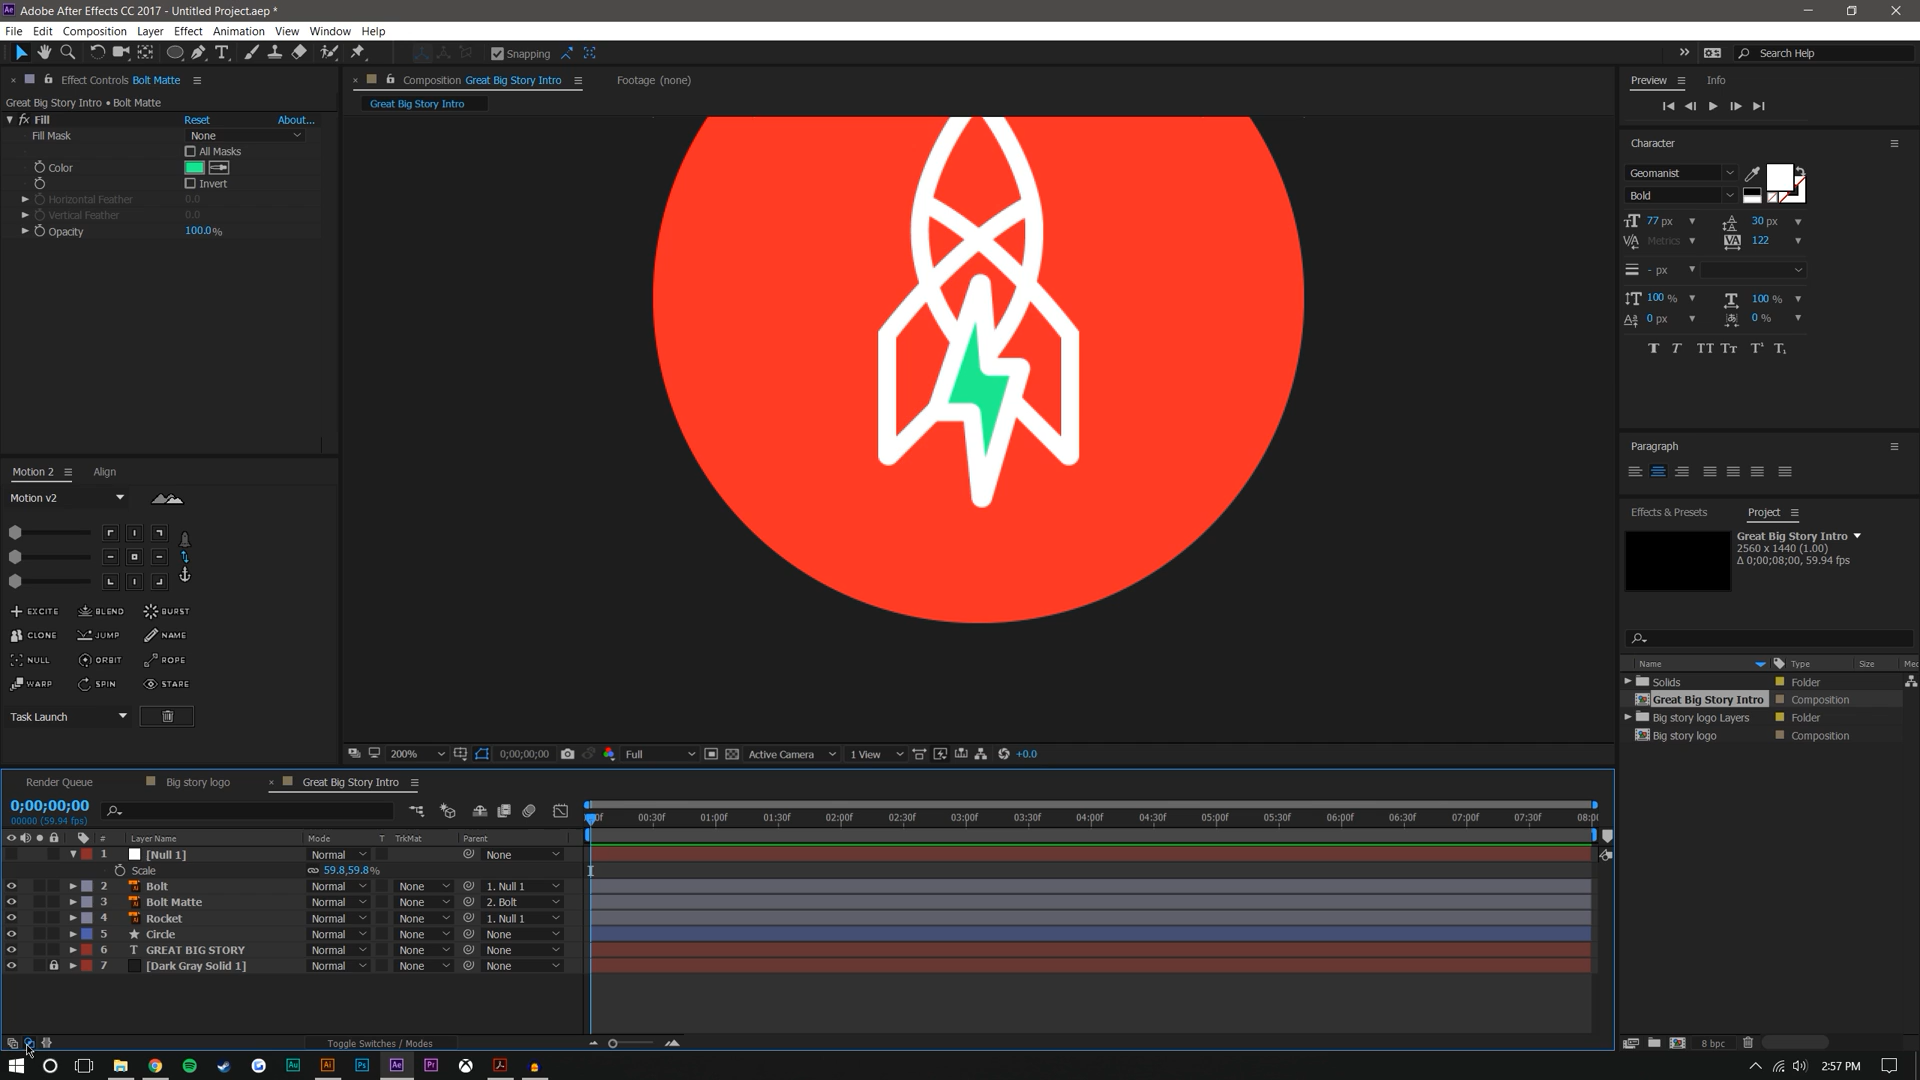 Adobe After Effects CC 2017 - Untitled Project.aep *
File Edit Composition Layer Effect Animation View Window Help
Snapping
Search Help
Effect Controls Bolt Matte
Great Big Story Intro • Bolt Matte
fx Fill Reset About...
Fill Mask None
All Masks
Color
Invert
Horizontal Feather 0.0
Vertical Feather 0.0
Opacity 100.0%
Motion 2 Align
Motion v2
EXCITE BLEND BURST
CLONE JUMP NAME
NULL ORBIT ROPE
WARP SPIN STARE
Task Launch
Composition Great Big Story Intro
Footage (none)
Great Big Story Intro
200% 0;00;00;00 Full Active Camera 1 View +0.0
Preview Info
Character
Geomanist
Bold
77 px 30 px
Metrics 122
- px
100 % 100 %
0 px 0 %
Paragraph
Effects & Presets Project
Great Big Story Intro
2560 x 1440 (1.00)
Δ 0;00;08;00, 59.94 fps
Name Type Size Med
Solids Folder
Great Big Story Intro Composition
Big story logo Layers Folder
Big story logo Composition
8 bpc
Render Queue Big story logo Great Big Story Intro
0;00;00;00
00000 (59.94 fps)
00:30f 01:00f 01:30f 02:00f 02:30f 03:00f 03:30f 04:00f 04:30f 05:00f 05:30f 06:00f 06:30f 07:00f 07:30f 08:0
# Layer Name Mode T TrkMat Parent
1 [Null 1] Normal None
Scale 59.8,59.8%
2 Bolt Normal None 1. Null 1
3 Bolt Matte Normal None 2. Bolt
4 Rocket Normal None 1. Null 1
5 Circle Normal None None
6 T GREAT BIG STORY Normal None None
7 [Dark Gray Solid 1] Normal None None
Toggle Switches / Modes
2:57 PM